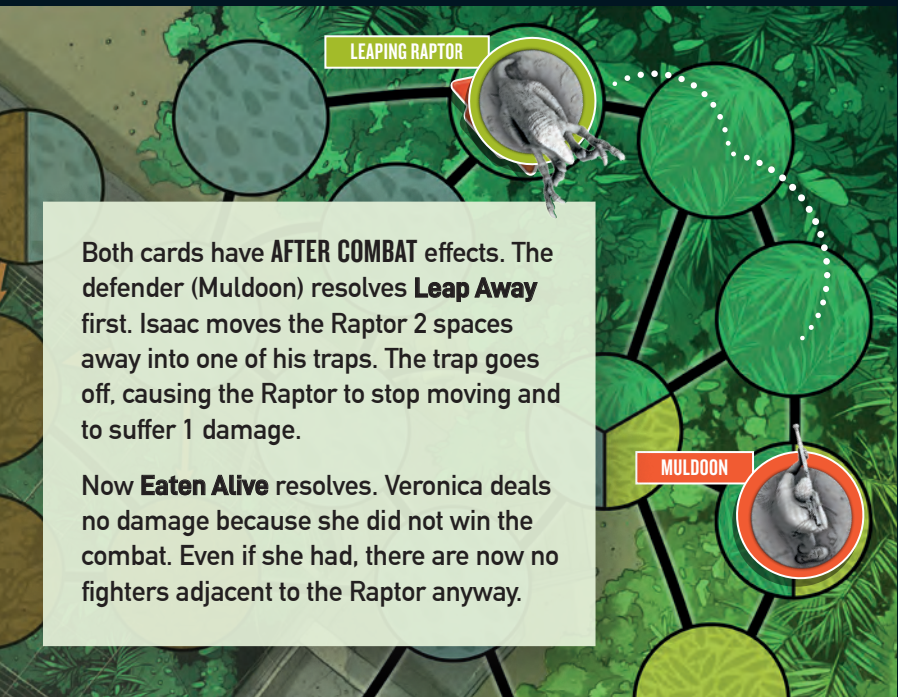 LEAPING RAPTOR
Both cards have AFTER COMBAT effects. The
defender (Muldoon) resolves Leap Away
first. Isaac moves the Raptor 2 spaces
away into one of his traps. The trap goes
off, causing the Raptor to stop moving and
to suffer 1 damage.
Now Eaten Alive resolves. Veronica deals
no damage because she did not win the
combat. Even if she had, there are now no
fighters adjacent to the Raptor anyway.
MULDOON